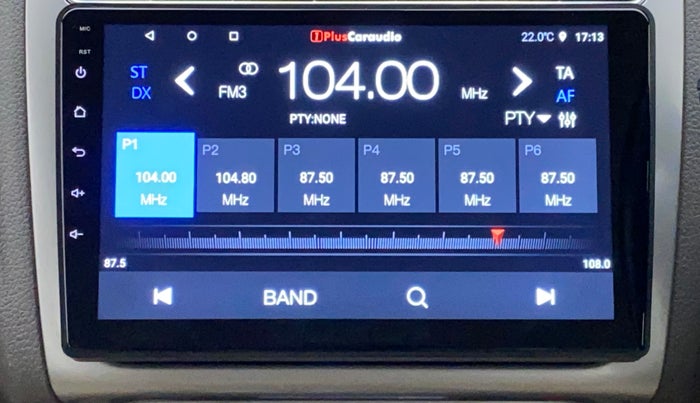 MIC
RST
IPlusCaraudio
22.0°C 17:13
ST
DX
FM3
104.00
MHz
TA
AF
PTY:NONE
PTY
P1 P2 P3 P4 P5 P6
104.00 104.80 87.50 87.50 87.50 87.50
MHz MHz MHz MHz MHz MHz
87.5 108.0
BAND